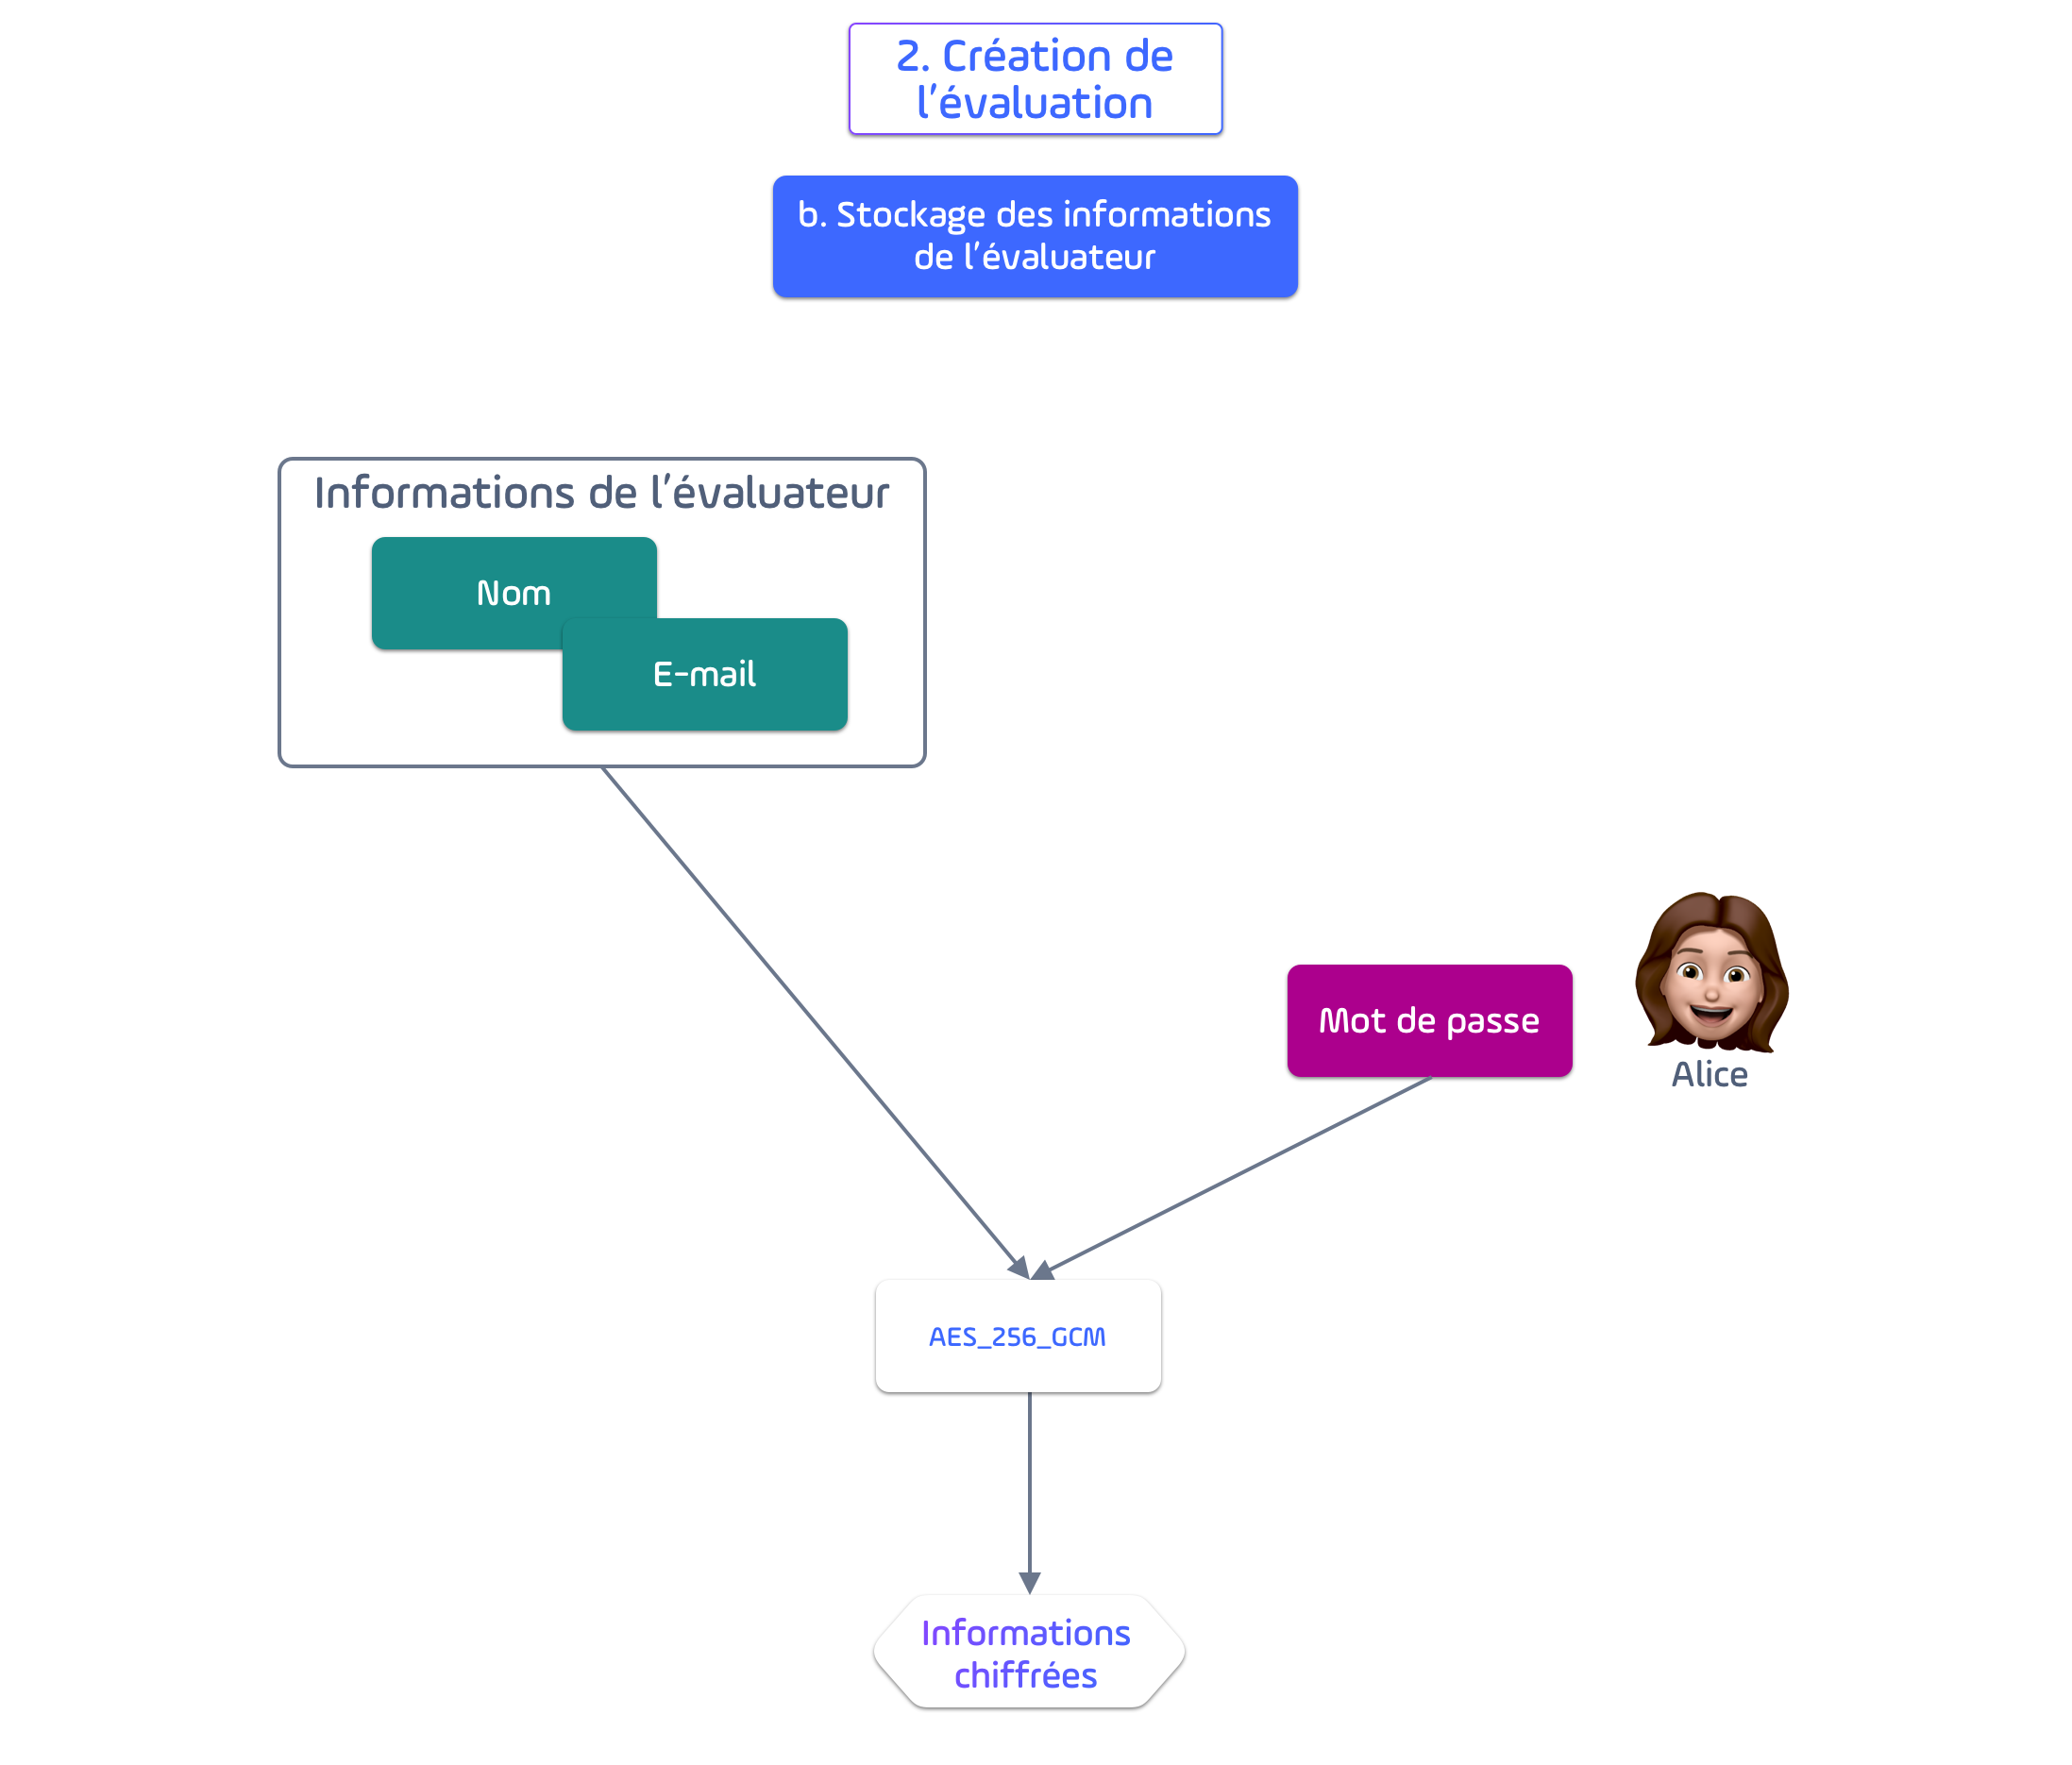 2. Création de
l'évaluation
b. Stockage des informations
de l'évaluateur
Informations de l'évaluateur
Nom
E-mail
Mot de passe
Alice
AES_256_GCM
Informations
chiffrées